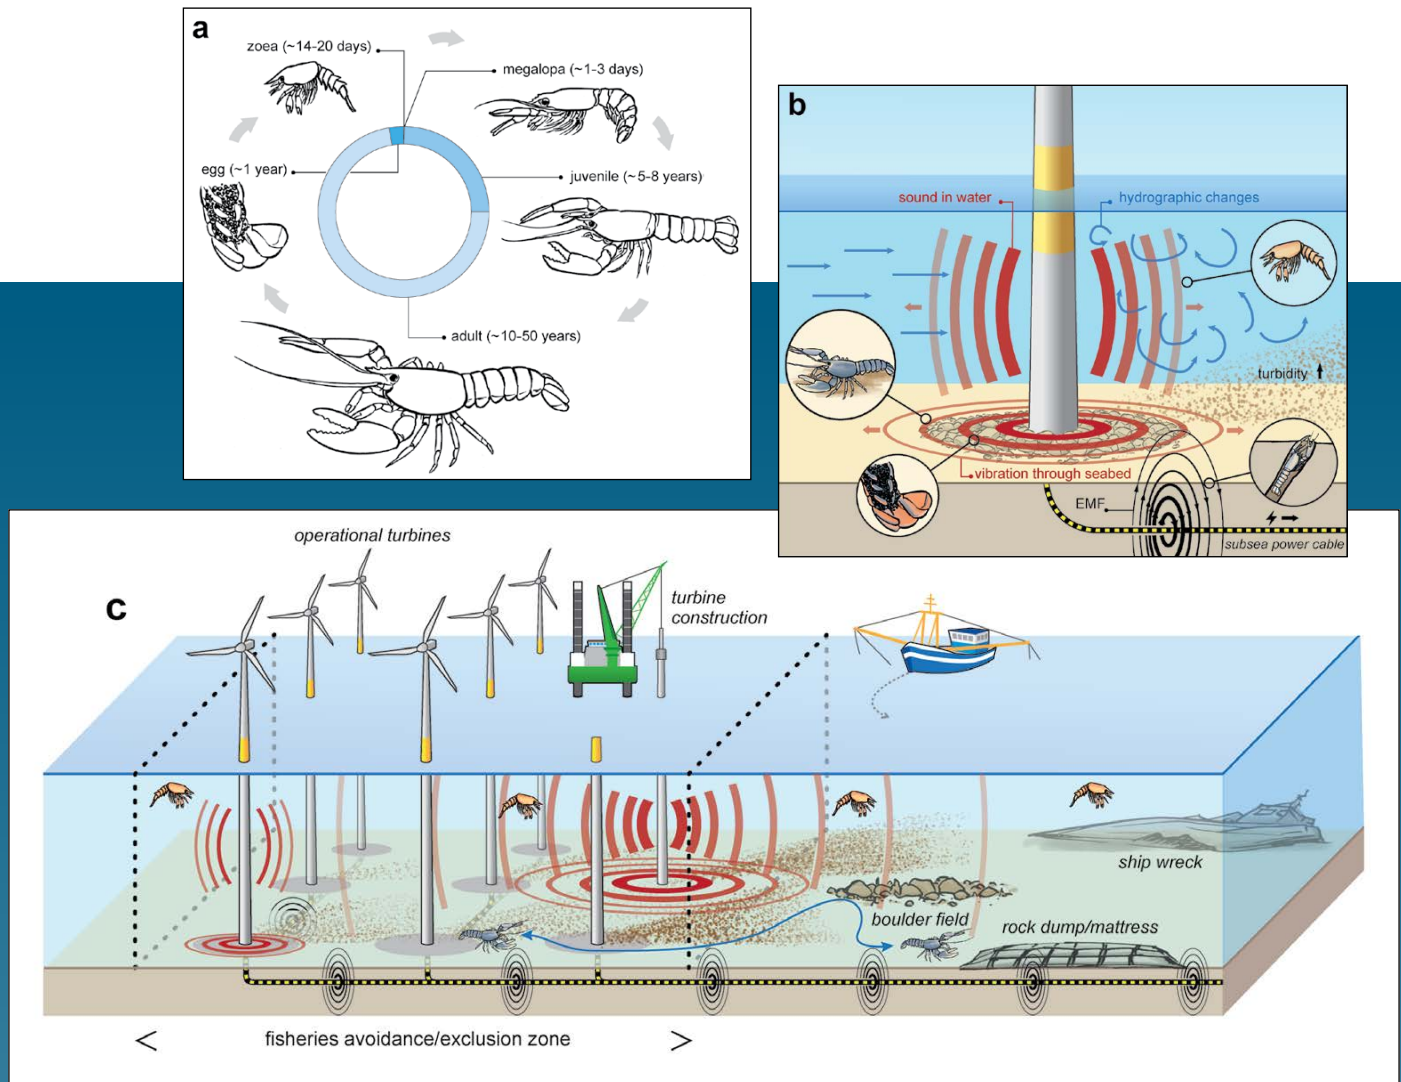 a
zoea (~14-20 days)
megalopa (~1-3 days)
egg (~1 year)
juvenile (~5-8 years)
adult (~10-50 years)
b
sound in water
hydrographic changes
turbidity
vibration through seabed
EMF
subsea power cable
c
operational turbines
turbine
construction
ship wreck
boulder field
rock dump/mattress
< fisheries avoidance/exclusion zone >